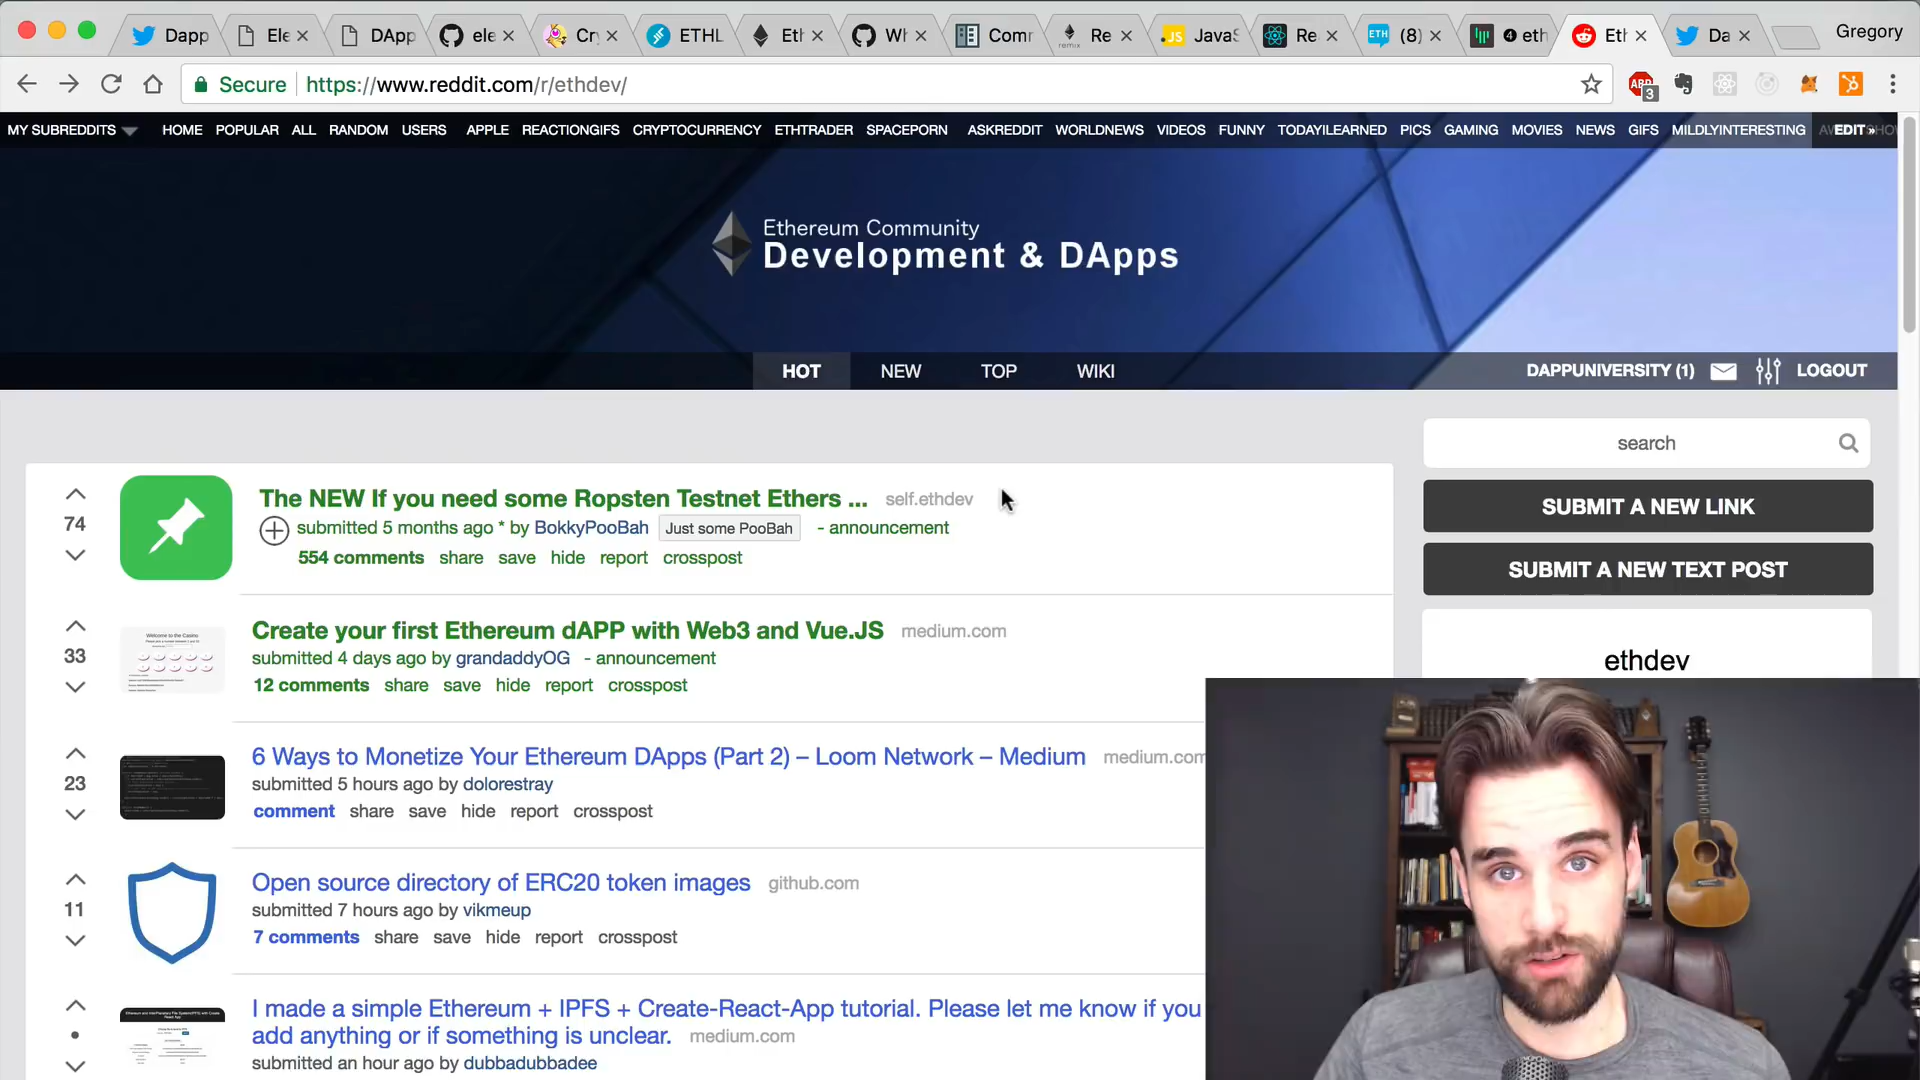 Dapp
Ele
DApp
ele
Cry
ETHL
Eth
Wh
Comm
Re
JavaS
Re
(8)
eth
Eth
Da
Gregory
Secure https://www.reddit.com/r/ethdev/
ABP
3
MY SUBREDDITS HOME POPULAR ALL RANDOM USERS APPLE REACTIONGIFS CRYPTOCURRENCY ETHTRADER SPACEPORN ASKREDDIT WORLDNEWS VIDEOS FUNNY TODAYILEARNED PICS GAMING MOVIES NEWS GIFS MILDLYINTERESTING EDIT »
Ethereum Community
Development & DApps
HOT NEW TOP WIKI DAPPUNIVERSITY (1) LOGOUT
search
SUBMIT A NEW LINK
SUBMIT A NEW TEXT POST
ethdev
74
The NEW If you need some Ropsten Testnet Ethers ... self.ethdev
submitted 5 months ago * by BokkyPooBah Just some PooBah - announcement
554 comments share save hide report crosspost
33
Create your first Ethereum dAPP with Web3 and Vue.JS medium.com
submitted 4 days ago by grandaddyOG - announcement
12 comments share save hide report crosspost
23
6 Ways to Monetize Your Ethereum DApps (Part 2) – Loom Network – Medium medium.com
submitted 5 hours ago by dolorestray
comment share save hide report crosspost
11
Open source directory of ERC20 token images github.com
submitted 7 hours ago by vikmeup
7 comments share save hide report crosspost
•
I made a simple Ethereum + IPFS + Create-React-App tutorial. Please let me know if you
add anything or if something is unclear. medium.com
submitted an hour ago by dubbadubbadee